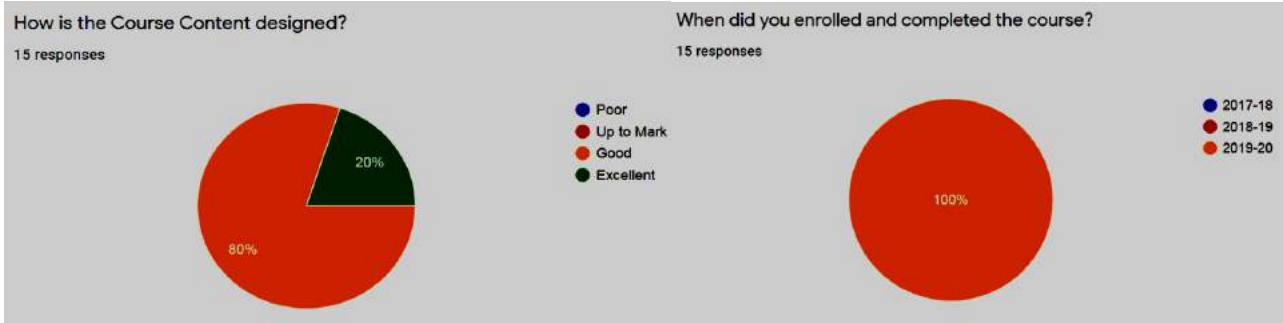 How is the Course Content designed?
15 responses
Poor
Up to Mark
Good
Excellent
20%
80%
When did you enrolled and completed the course?
15 responses
2017-18
2018-19
2019-20
100%